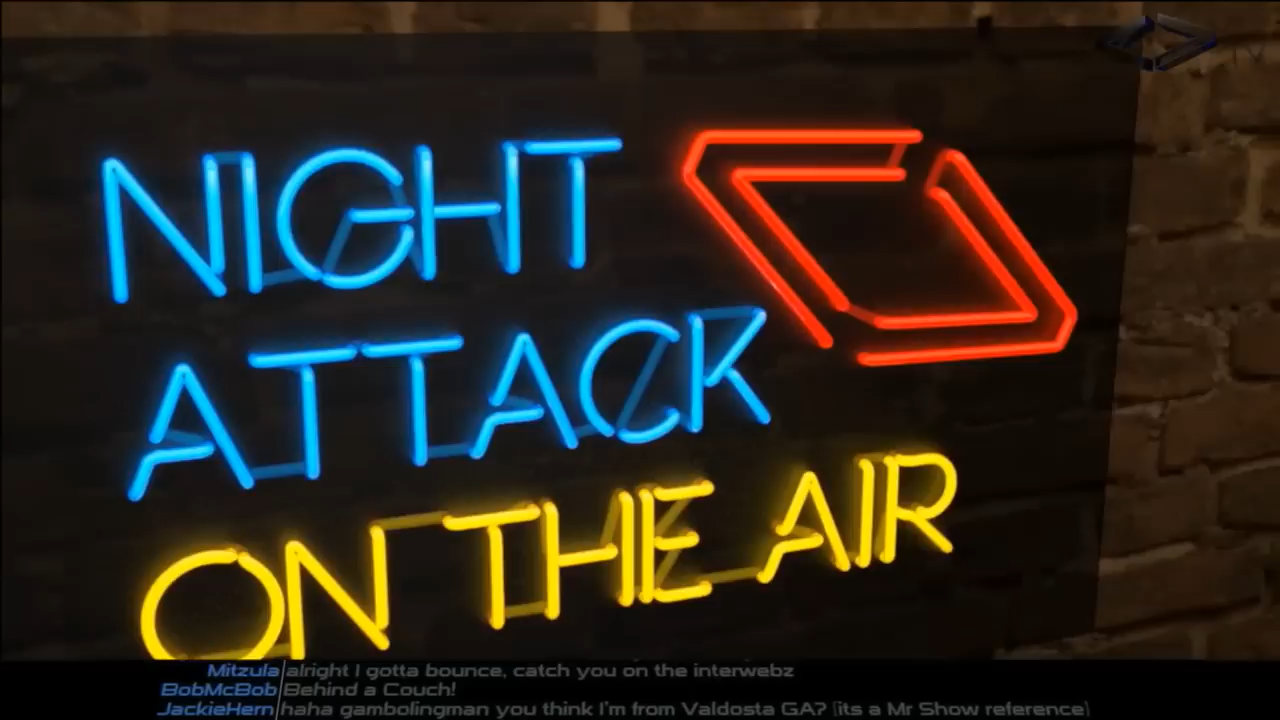 NIGHT
ATTACK
ON THE AIR
TV
Mitzula alright I gotta bounce, catch you on the interwebz
BobMcBob Behind a Couch!
JackieHern haha gambolingman you think I'm from Valdosta GA? [its a Mr Show reference]